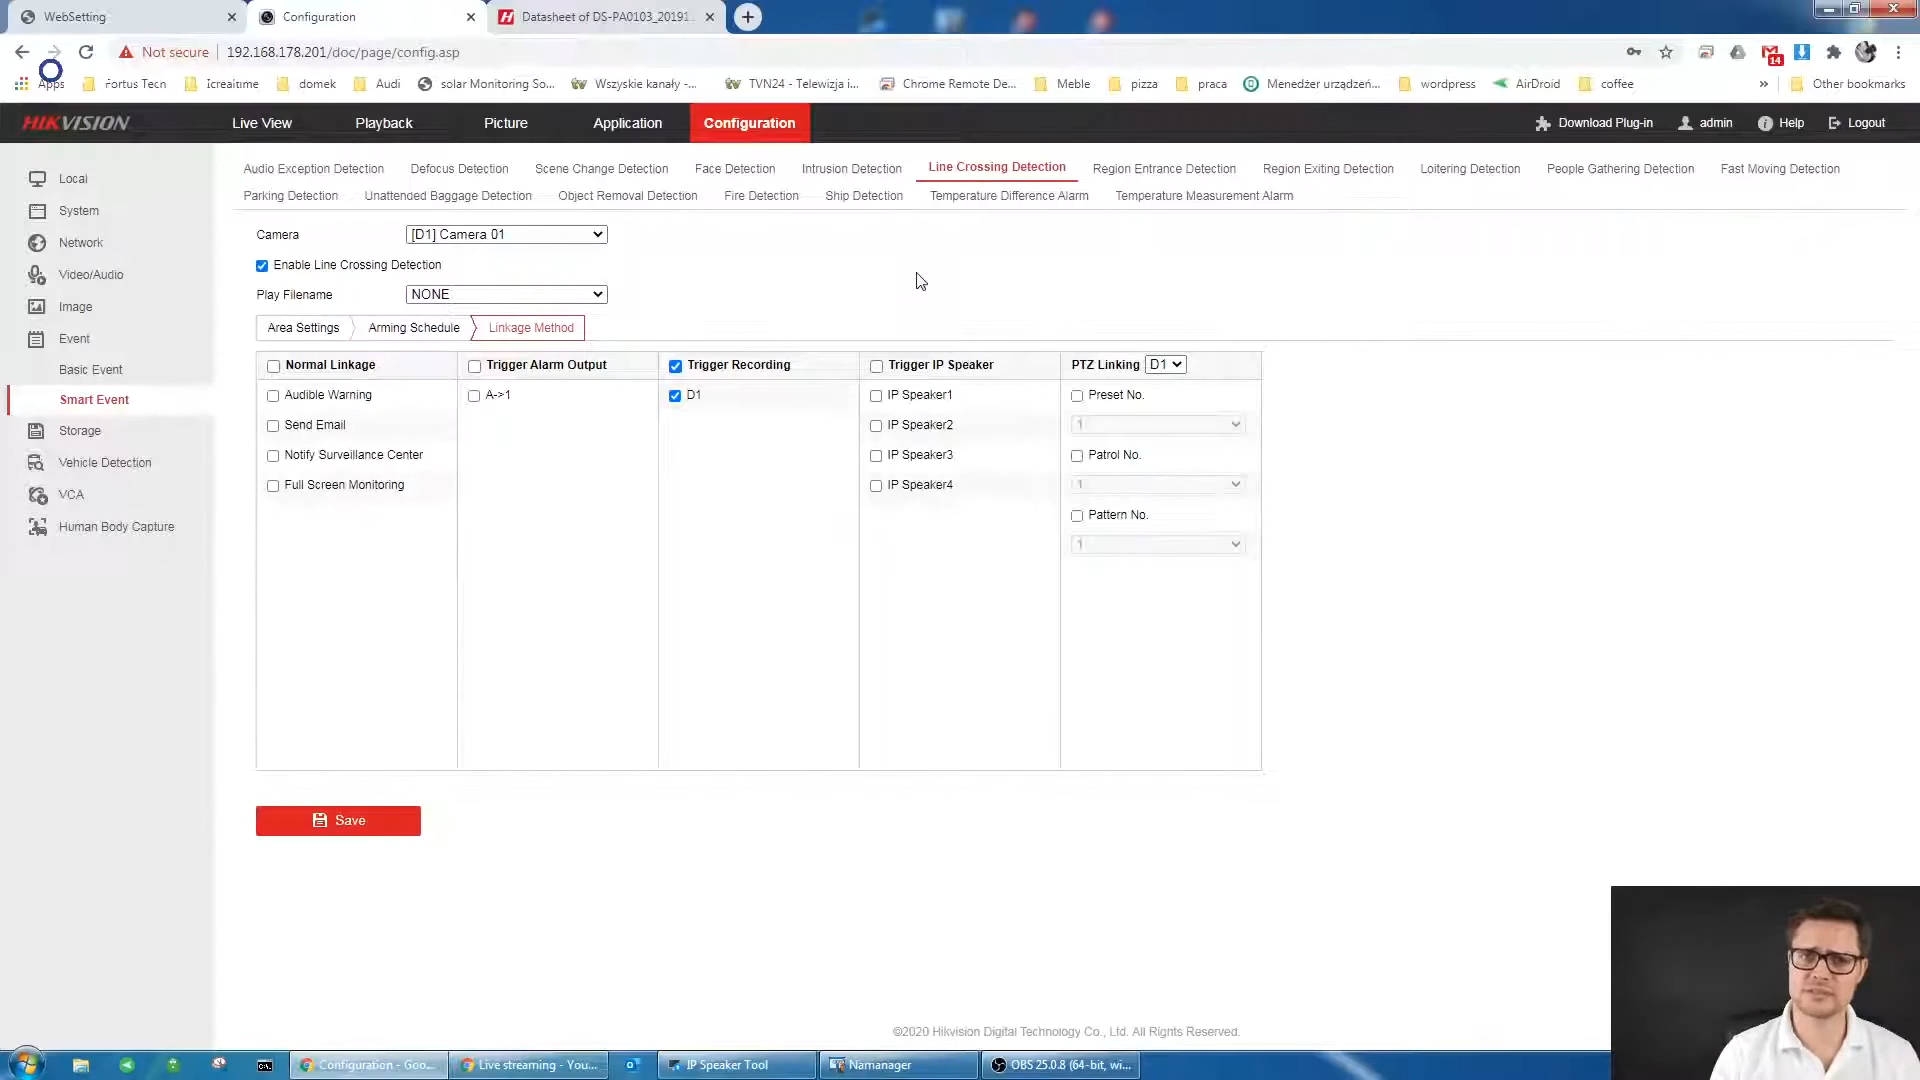 WebSetting
Configuration
Datasheet of DS-PA0103_20191
Not secure
192.168.178.201/doc/page/config.asp
14
Apps
Fortus Tech
Icreatime
domek
Audi
solar Monitoring So...
Wszyskie kanały -...
TVN24 - Telewizja i...
Chrome Remote De...
Meble
pizza
praca
Menedżer urządzeń...
wordpress
AirDroid
coffee
»
Other bookmarks
HIKVISION
Live View
Playback
Picture
Application
Configuration
Download Plug-in
admin
Help
Logout
Local
System
Network
Video/Audio
Image
Event
Basic Event
Smart Event
Storage
Vehicle Detection
VCA
Human Body Capture
Audio Exception Detection
Defocus Detection
Scene Change Detection
Face Detection
Intrusion Detection
Line Crossing Detection
Region Entrance Detection
Region Exiting Detection
Loitering Detection
People Gathering Detection
Fast Moving Detection
Parking Detection
Unattended Baggage Detection
Object Removal Detection
Fire Detection
Ship Detection
Temperature Difference Alarm
Temperature Measurement Alarm
Camera
[D1] Camera 01
Enable Line Crossing Detection
Play Filename
NONE
Area Settings
Arming Schedule
Linkage Method
Normal Linkage
Audible Warning
Send Email
Notify Surveillance Center
Full Screen Monitoring
Trigger Alarm Output
A->1
Trigger Recording
D1
Trigger IP Speaker
IP Speaker1
IP Speaker2
IP Speaker3
IP Speaker4
PTZ Linking
D1
Preset No.
1
Patrol No.
1
Pattern No.
1
Save
©2020 Hikvision Digital Technology Co., Ltd. All Rights Reserved.
Configuration - Goo...
Live streaming - You...
IP Speaker Tool
Namanager
OBS 25.0.8 (64-bit, wi...